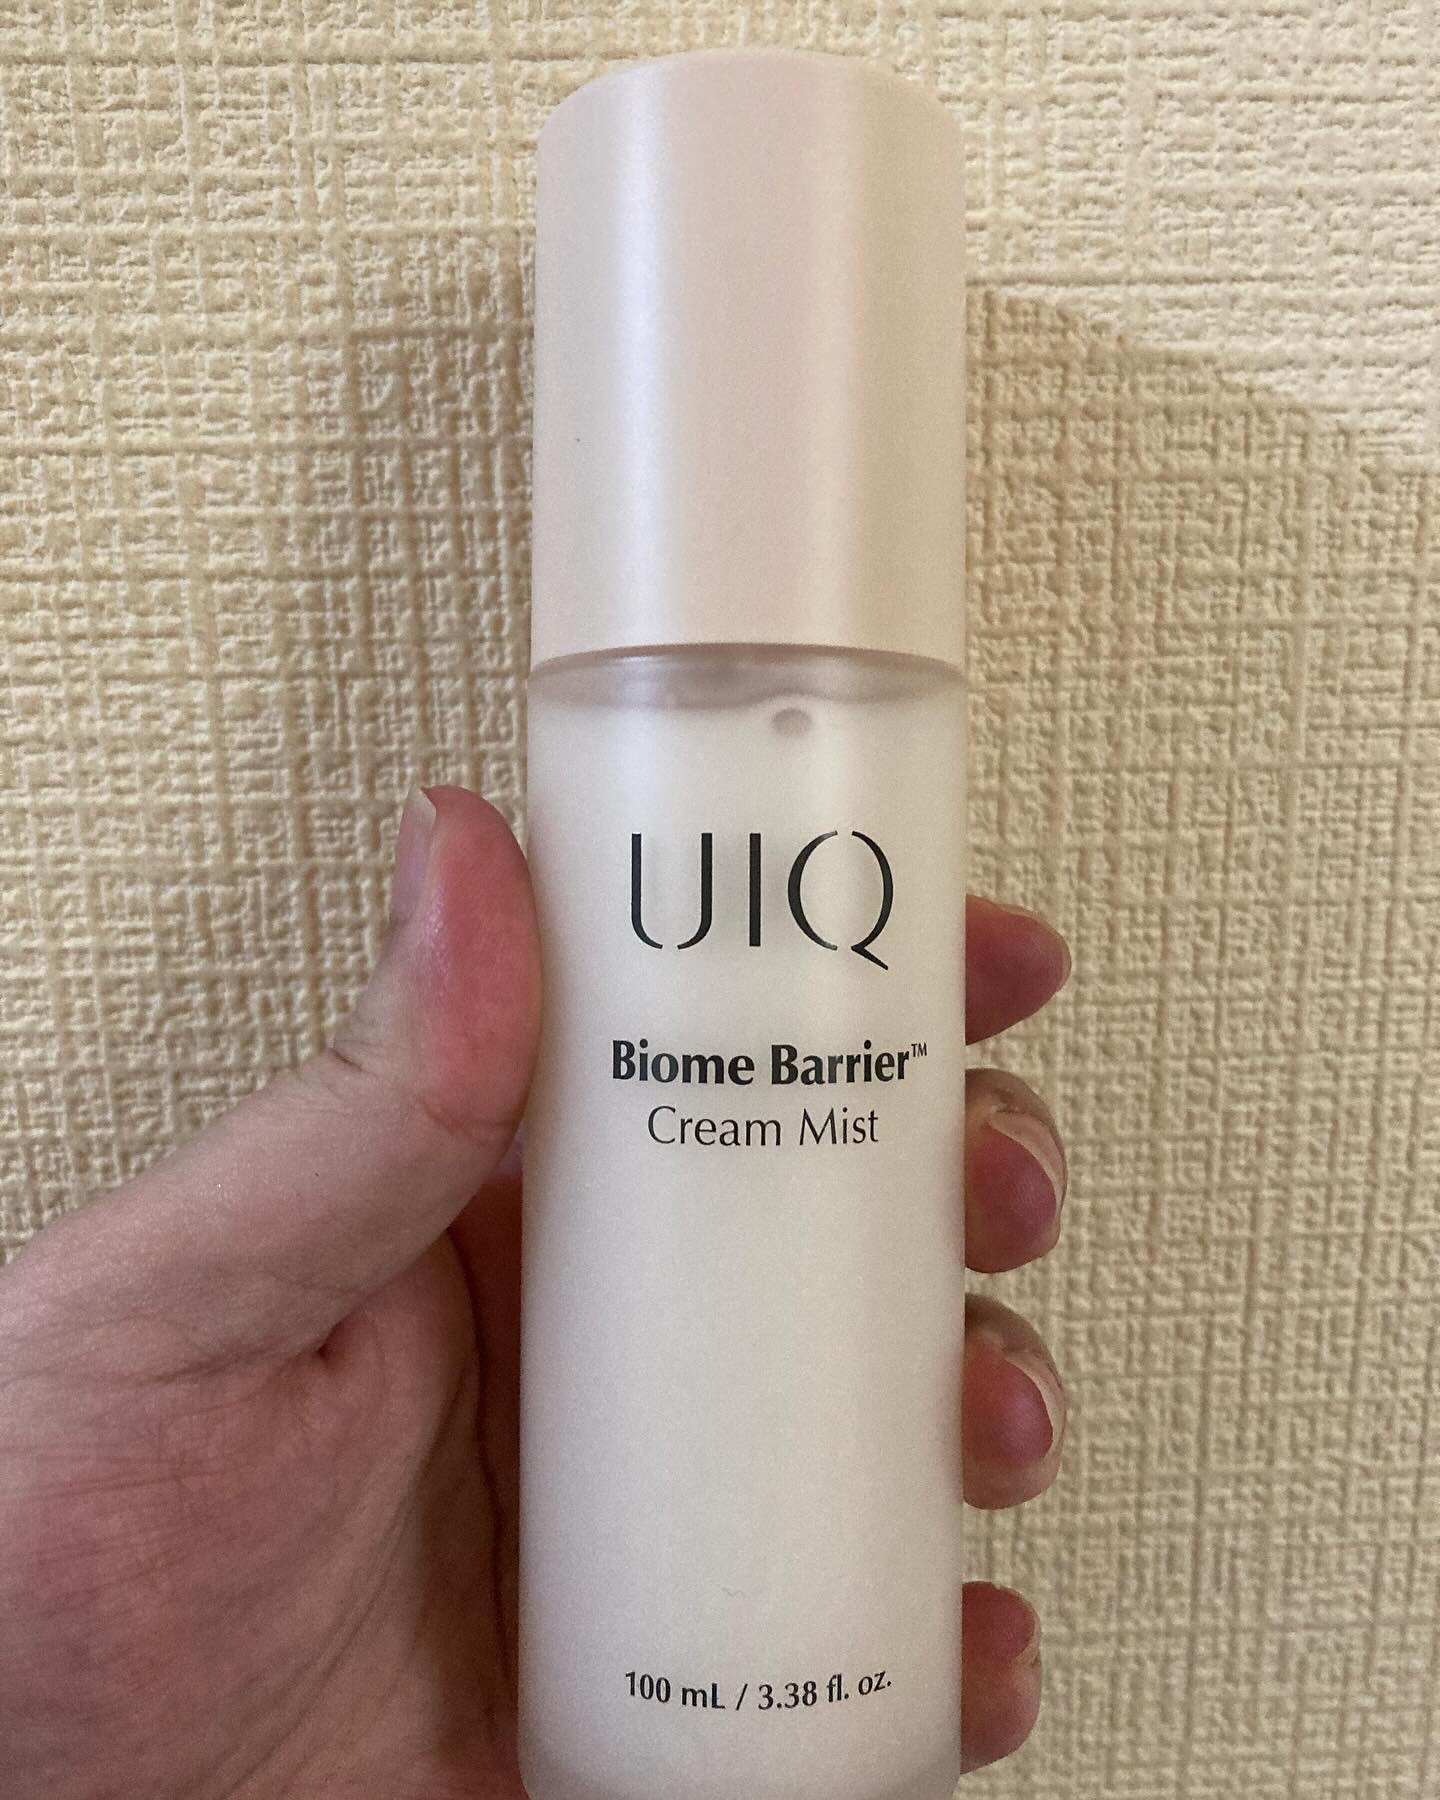 UIQ
Biome Barrier™
Cream Mist
100 mL / 3.38 fl. oz.